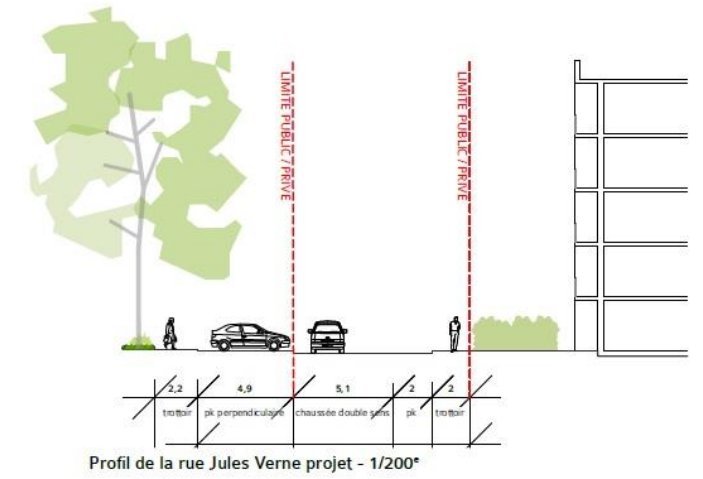 LIMITE PUBLIC / PRIVE
LIMITE PUBLIC / PRIVE
2,2 4,9 5,1 2 2
trottoir pk perpendiculaire chaussée double sens pk trottoir
Profil de la rue Jules Verne projet - 1/200e